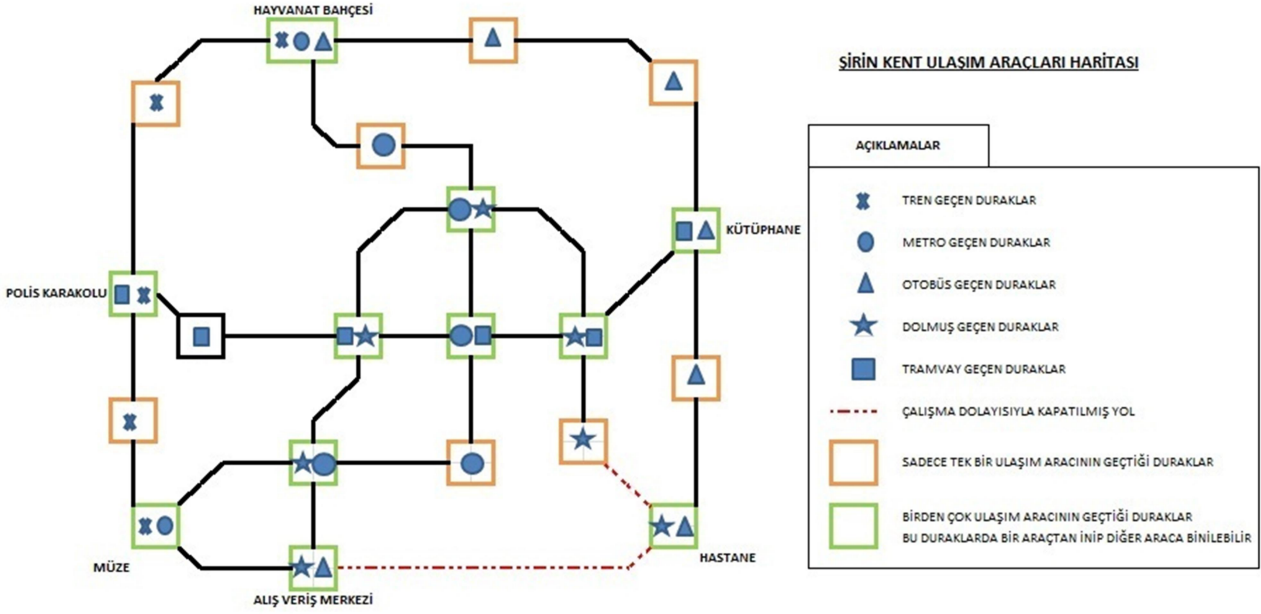 HAYVANAT BAHÇESİ
ŞİRİN KENT ULAŞIM ARAÇLARI HARİTASI
AÇIKLAMALAR
TREN GEÇEN DURAKLAR
METRO GEÇEN DURAKLAR
KÜTÜPHANE
OTOBÜS GEÇEN DURAKLAR
POLİS KARAKOLU
DOLMUŞ GEÇEN DURAKLAR
TRAMVAY GEÇEN DURAKLAR
ÇALIŞMA DOLAYISIYLA KAPATILMIŞ YOL
SADECE TEK BİR ULAŞIM ARACININ GEÇTİĞİ DURAKLAR
BİRDEN ÇOK ULAŞIM ARACININ GEÇTİĞİ DURAKLAR
BU DURAKLARDA BİR ARAÇTAN İNİP DİĞER ARACA BİNİLEBİLİR
HASTANE
MÜZE
ALIŞ VERİŞ MERKEZİ